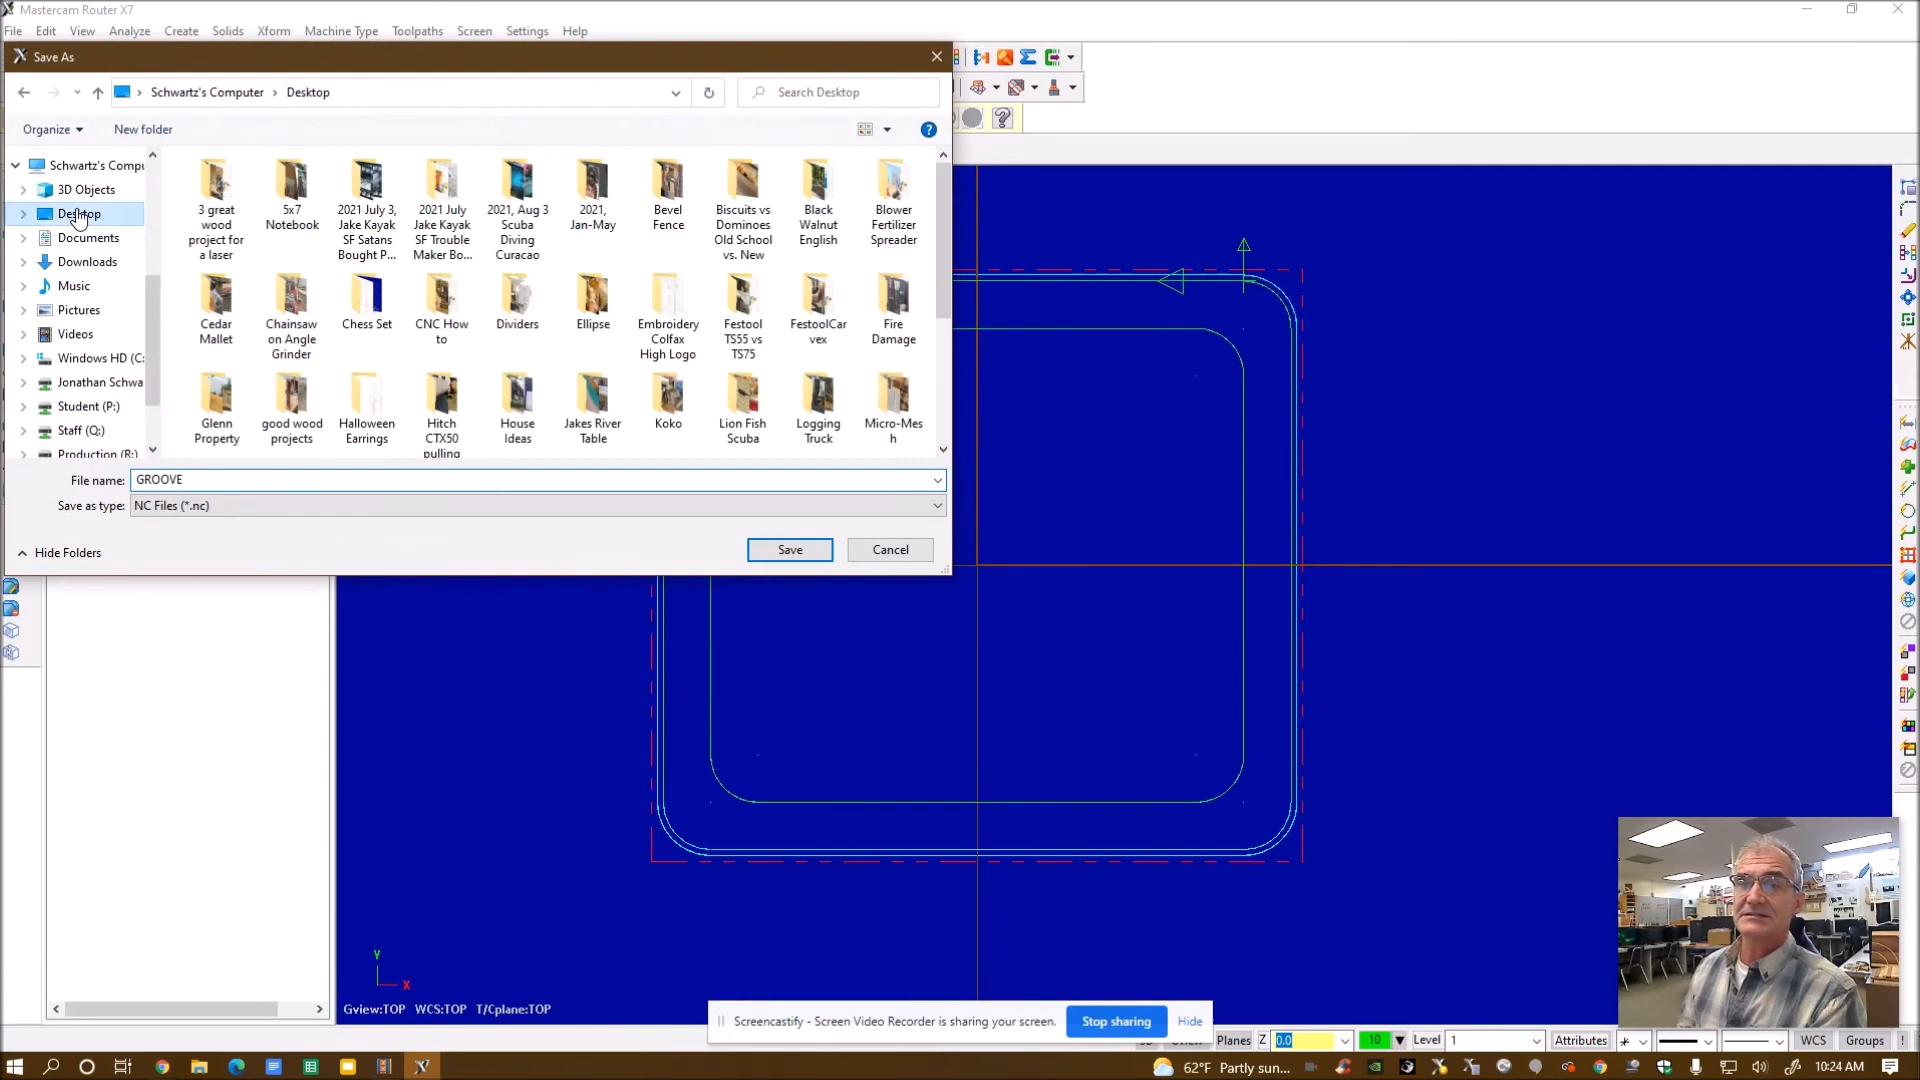 Mastercam Router X7
File Edit View Analyze Create Solids Xform Machine Type Toolpaths Screen Settings Help
Save As
Schwartz's Computer > Desktop
Search Desktop
Organize New folder
Schwartz's Compu
3D Objects
Desktop
Documents
Downloads
Music
Pictures
Videos
Windows HD (C:
Jonathan Schwa
Student (P:)
Staff (Q:)
Production (R:)
3 great
wood
project for
a laser
5x7
Notebook
2021 July 3,
Jake Kayak
SF Satans
Bought P...
2021 July
Jake Kayak
SF Trouble
Maker Bo...
2021, Aug 3
Scuba
Diving
Curacao
2021,
Jan-May
Bevel
Fence
Biscuits vs
Dominoes
Old School
vs. New
Black
Walnut
English
Blower
Fertilizer
Spreader
Cedar
Mallet
Chainsaw
on Angle
Grinder
Chess Set
CNC How
to
Dividers
Ellipse
Embroidery
Colfax
High Logo
Festool
TS55 vs
TS75
FestoolCar
vex
Fire
Damage
Glenn
Property
good wood
projects
Halloween
Earrings
Hitch
CTX50
pulling
House
Ideas
Jakes River
Table
Koko
Lion Fish
Scuba
Logging
Truck
Micro-Mes
h
File name: GROOVE
Save as type: NC Files (*.nc)
Hide Folders
Save Cancel
Y
X
Gview:TOP WCS:TOP T/Cplane:TOP
Screencastify - Screen Video Recorder is sharing your screen. Stop sharing Hide
Planes Z 0.0 10 Level 1 Attributes WCS Groups
62°F Partly sun... 10:24 AM